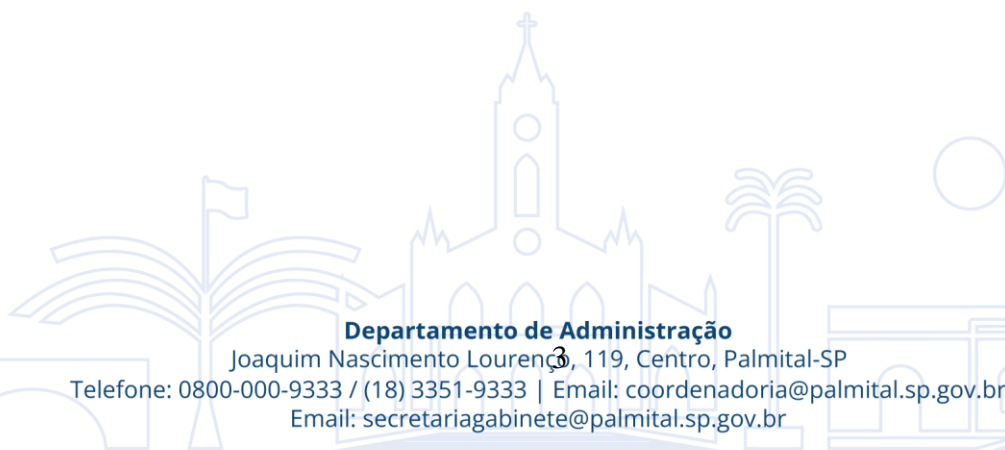 Departamento de Administração
Joaquim Nascimento Lourenço, 119, Centro, Palmital-SP
3
Telefone: 0800-000-9333 / (18) 3351-9333 | Email: coordenadoria@palmital.sp.gov.br
Email: secretariagabinete@palmital.sp.gov.br